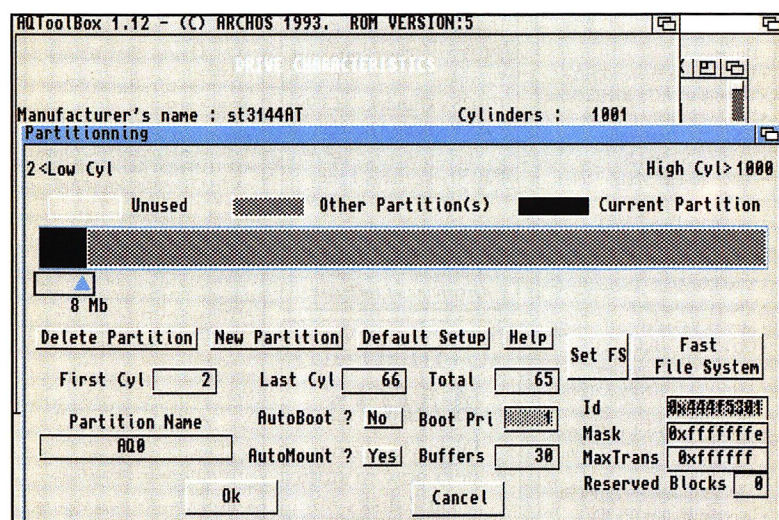 AQToolBox 1.12 - (C) ARCHOS 1993. ROM VERSION:5
DRIVE CHARACTERISTICS
Manufacturer's name : st3144AT Cylinders : 1001
Partitionning
2<Low Cyl High Cyl>1000
Unused Other Partition(s) Current Partition
8 Mb
Delete Partition New Partition Default Setup Help Set FS Fast File System
First Cyl 2 Last Cyl 66 Total 65
Partition Name AutoBoot ? No Boot Pri 1 Id 0x444f5301
AQ0 AutoMount ? Yes Buffers 30 Mask 0xfffffffe
MaxTrans 0xffffff
Reserved Blocks 0
Ok Cancel